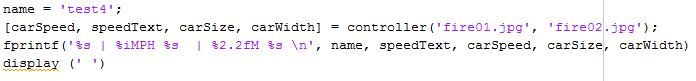 name = 'test4';
[carSpeed, speedText, carSize, carWidth] = controller('fire01.jpg', 'fire02.jpg');
fprintf('%s | %iMPH %s  | %2.2fM %s \n', name, speedText, carSpeed, carSize, carWidth)
display (' ')